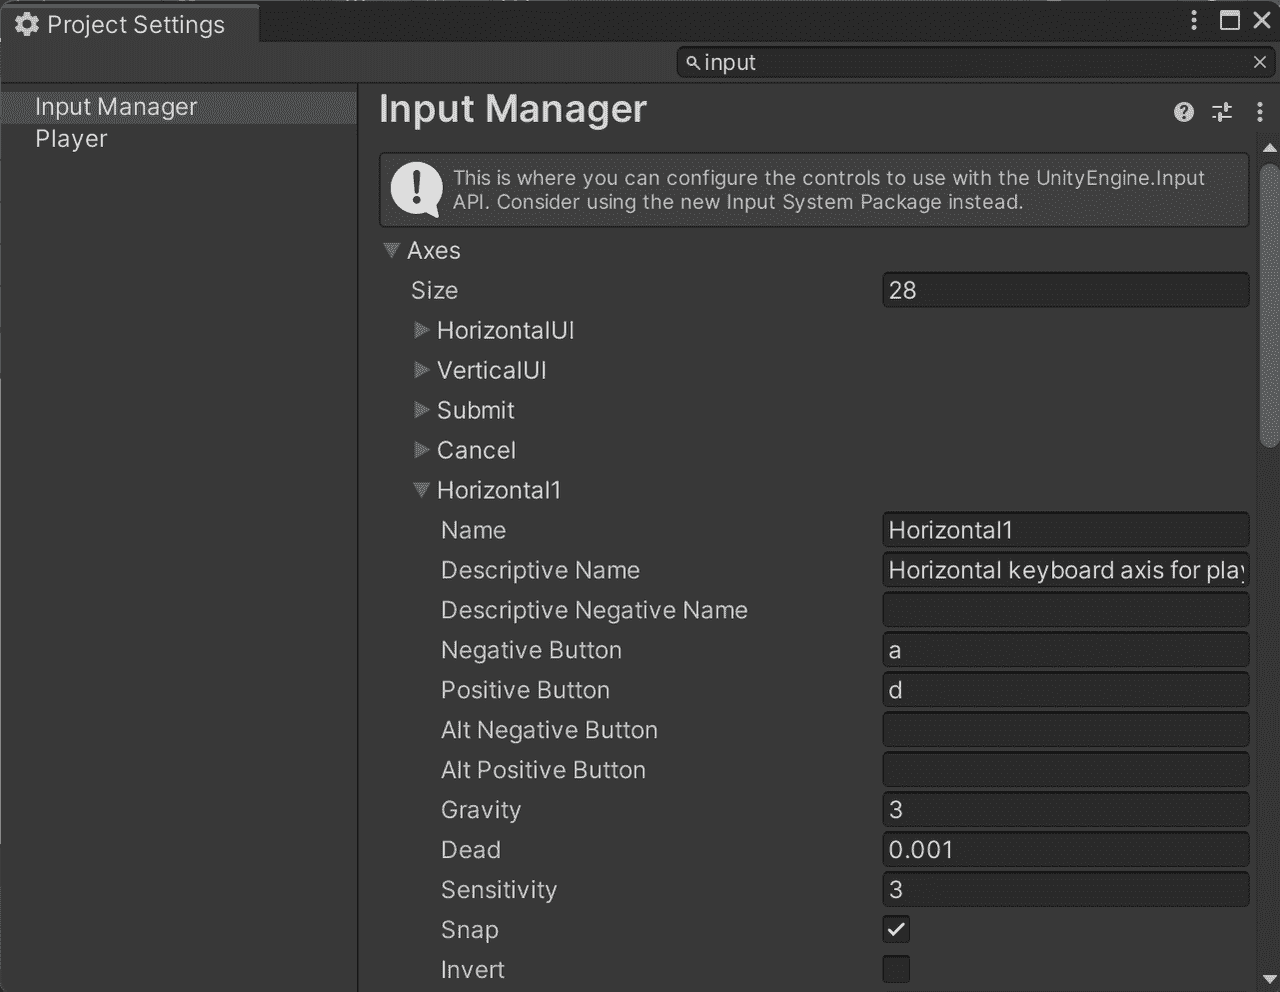 Project Settings
input
Input Manager
Player
Input Manager
This is where you can configure the controls to use with the UnityEngine.Input
API. Consider using the new Input System Package instead.
Axes
Size 28
HorizontalUI
VerticalUI
Submit
Cancel
Horizontal1
Name Horizontal1
Descriptive Name Horizontal keyboard axis for play
Descriptive Negative Name
Negative Button a
Positive Button d
Alt Negative Button
Alt Positive Button
Gravity 3
Dead 0.001
Sensitivity 3
Snap
Invert